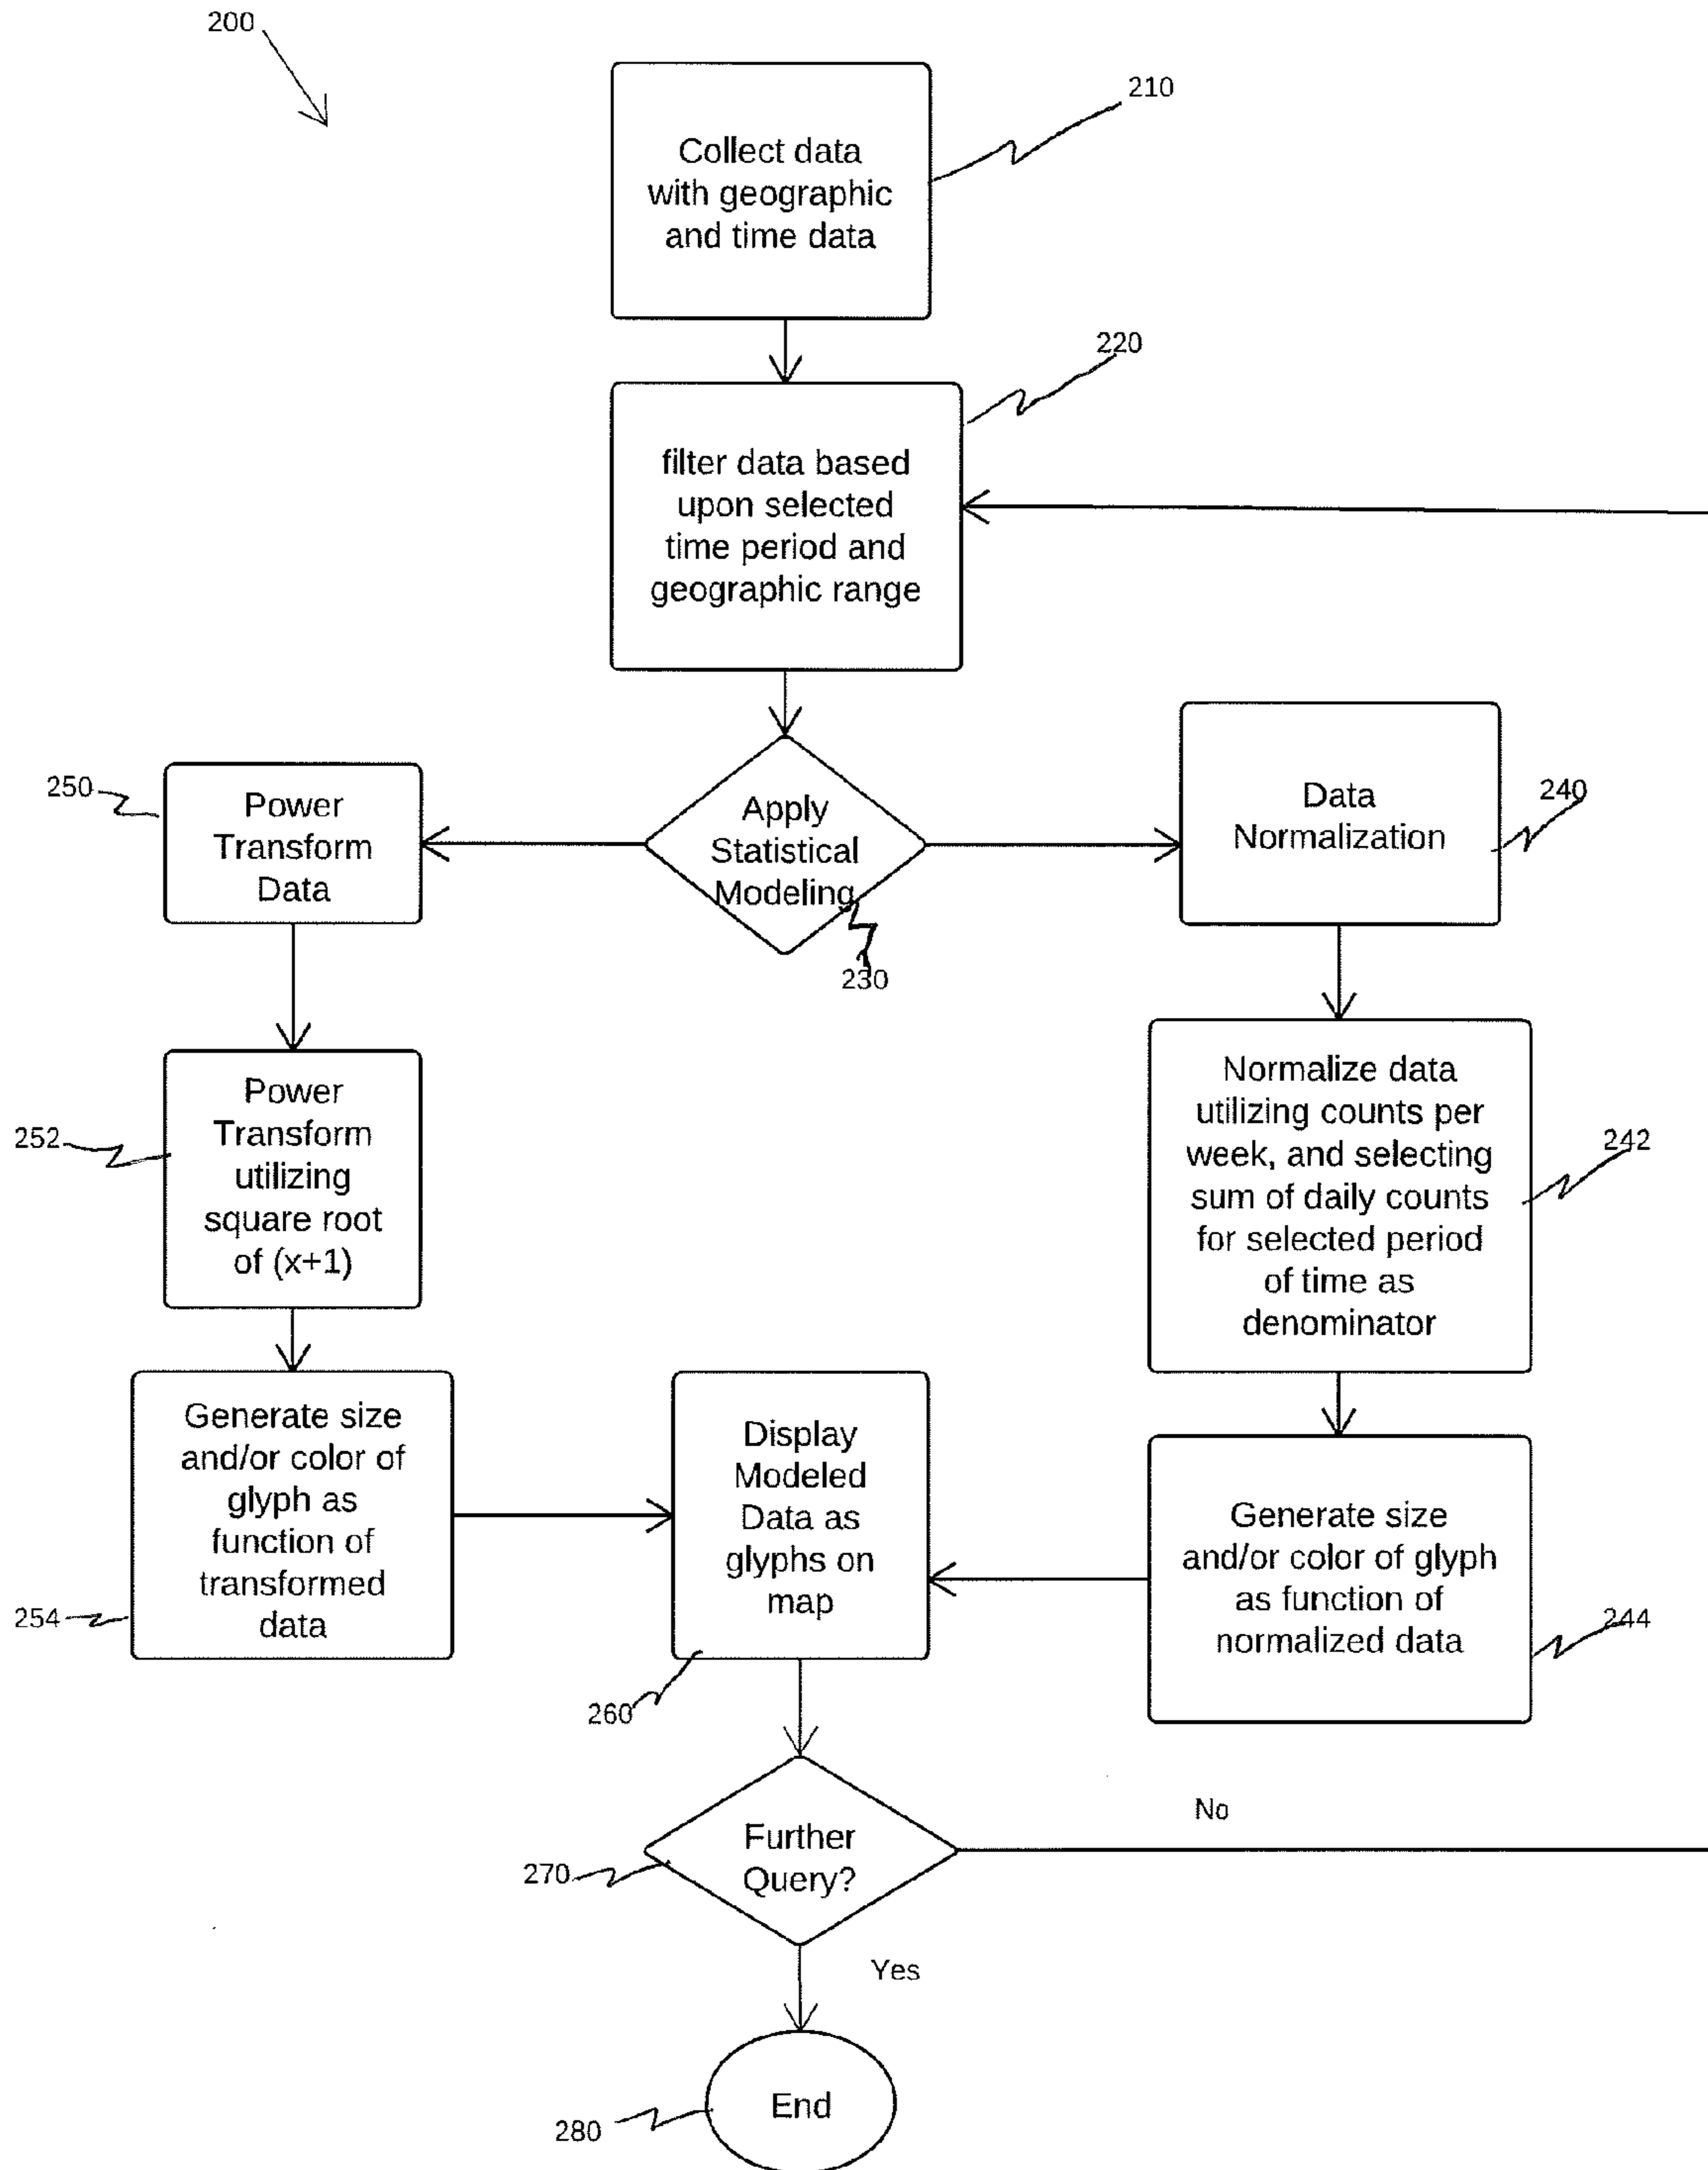 200
210
Collect data
with geographic
and time data
220
filter data based
upon selected
time period and
geographic range
250
Power
Transform
Data
Apply
Statistical
Modeling
230
Data
Normalization
240
252
Power
Transform
utilizing
square root
of (x+1)
Normalize data
utilizing counts per
week, and selecting
sum of daily counts
for selected period
of time as
denominator
242
Generate size
and/or color of
glyph as
function of
transformed
data
254
Display
Modeled
Data as
glyphs on
map
260
Generate size
and/or color of glyph
as function of
normalized data
244
Further
Query?
270
No
Yes
End
280